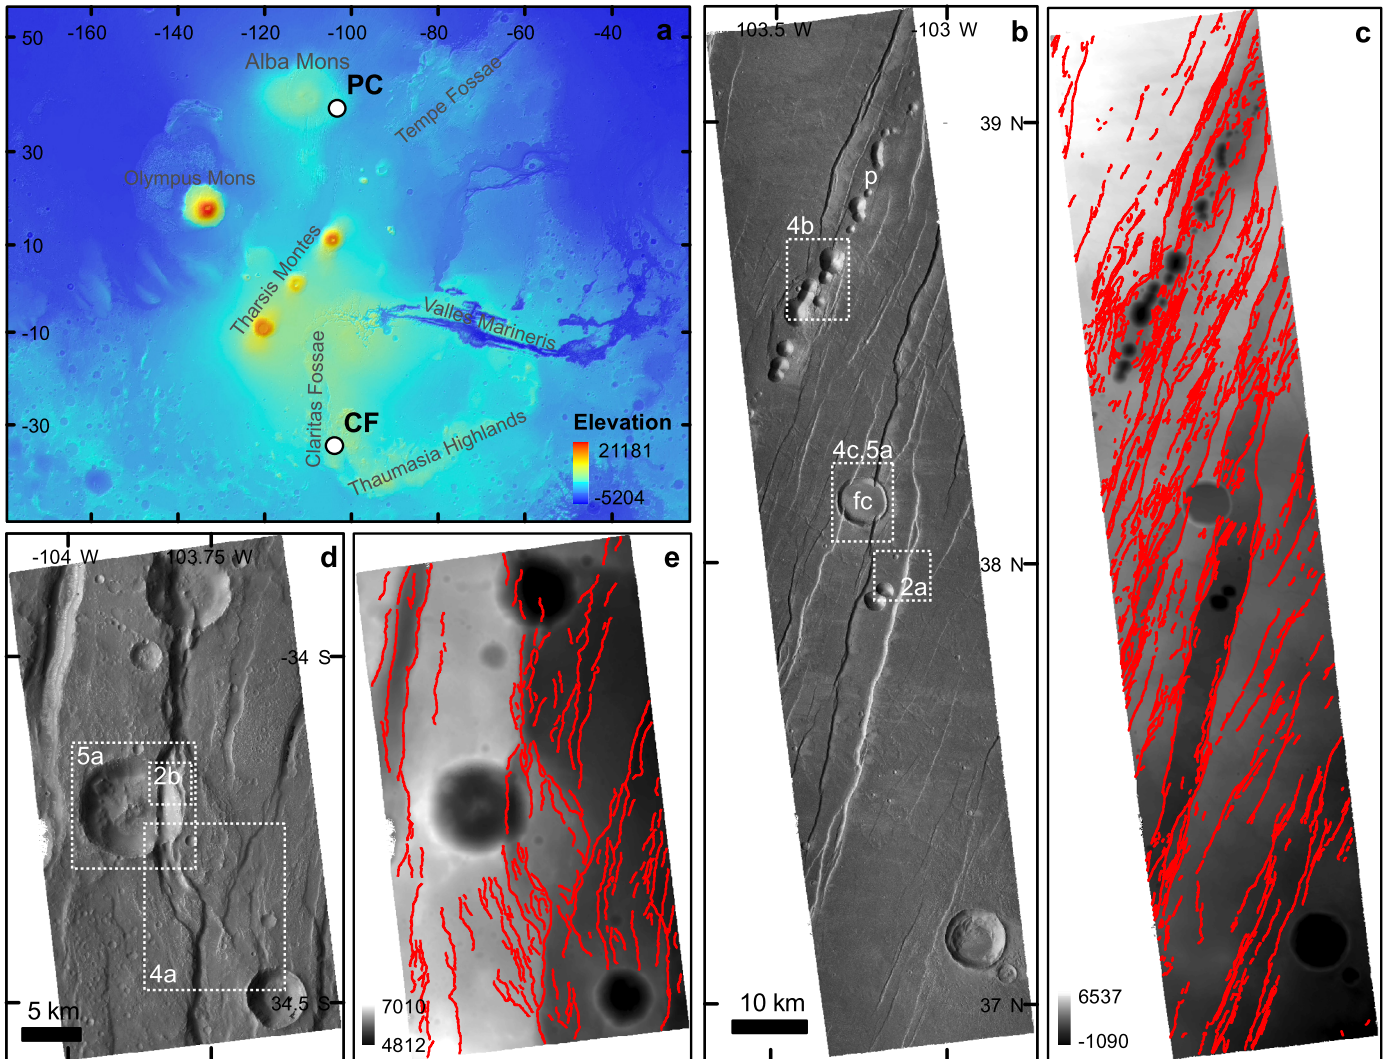 -160 -140 -120 -100 -80 -60 -40 a
50
30
10
-10
-30
Alba Mons
PC
Tempe Fossae
Olympus Mons
Tharsis Montes
Valles Marineris
Claritas Fossae
CF
Thaumasia Highlands
Elevation
21181
-5204
103.5 W -103 W b
39 N
p
4b
4c,5a
fc
38 N
2a
10 km
37 N
c
6537
-1090
-104 W 103.75 W d
-34 S
5a
2b
4a
34.5 S
5 km
e
7010
4812